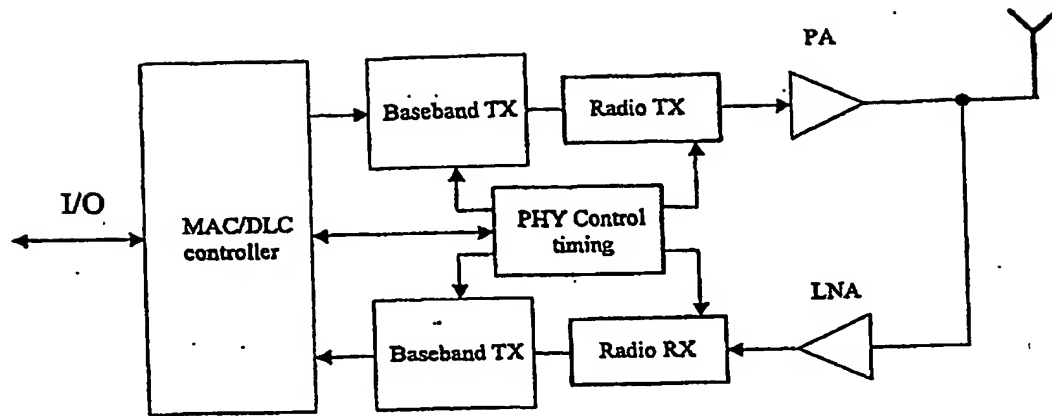 PA
Baseband TX
Radio TX
I/O
MAC/DLC
controller
PHY Control
timing
LNA
Baseband TX
Radio RX